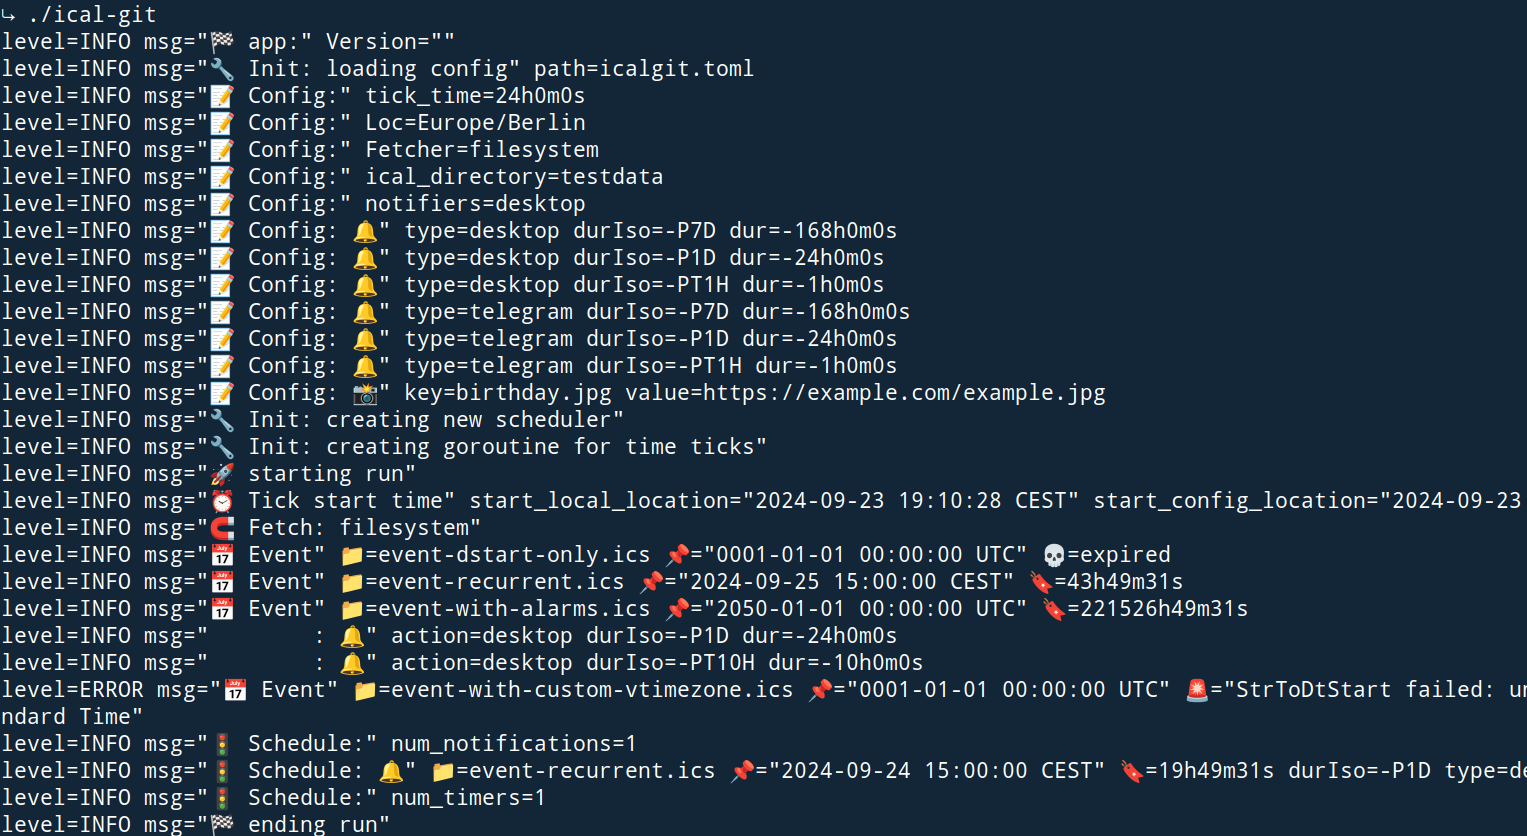 ↳ ./ical-git
level=INFO msg="🏁 app:" Version=""
level=INFO msg="🔧 Init: loading config" path=icalgit.toml
level=INFO msg="📝 Config:" tick_time=24h0m0s
level=INFO msg="📝 Config:" Loc=Europe/Berlin
level=INFO msg="📝 Config:" Fetcher=filesystem
level=INFO msg="📝 Config:" ical_directory=testdata
level=INFO msg="📝 Config:" notifiers=desktop
level=INFO msg="📝 Config: 🔔" type=desktop durIso=-P7D dur=-168h0m0s
level=INFO msg="📝 Config: 🔔" type=desktop durIso=-P1D dur=-24h0m0s
level=INFO msg="📝 Config: 🔔" type=desktop durIso=-PT1H dur=-1h0m0s
level=INFO msg="📝 Config: 🔔" type=telegram durIso=-P7D dur=-168h0m0s
level=INFO msg="📝 Config: 🔔" type=telegram durIso=-P1D dur=-24h0m0s
level=INFO msg="📝 Config: 🔔" type=telegram durIso=-PT1H dur=-1h0m0s
level=INFO msg="📝 Config: 📸" key=birthday.jpg value=https://example.com/example.jpg
level=INFO msg="🔧 Init: creating new scheduler"
level=INFO msg="🔧 Init: creating goroutine for time ticks"
level=INFO msg="🚀 starting run"
level=INFO msg="⏰ Tick start time" start_local_location="2024-09-23 19:10:28 CEST" start_config_location="2024-09-23
level=INFO msg="🧲 Fetch: filesystem"
level=INFO msg="📅 Event" 📁=event-dstart-only.ics 📌="0001-01-01 00:00:00 UTC" 💀=expired
level=INFO msg="📅 Event" 📁=event-recurrent.ics 📌="2024-09-25 15:00:00 CEST" 🔖=43h49m31s
level=INFO msg="📅 Event" 📁=event-with-alarms.ics 📌="2050-01-01 00:00:00 UTC" 🔖=221526h49m31s
level=INFO msg="        : 🔔" action=desktop durIso=-P1D dur=-24h0m0s
level=INFO msg="        : 🔔" action=desktop durIso=-PT10H dur=-10h0m0s
level=ERROR msg="📅 Event" 📁=event-with-custom-vtimezone.ics 📌="0001-01-01 00:00:00 UTC" 🚨="StrToDtStart failed:
ndard Time"
level=INFO msg="🚦 Schedule:" num_notifications=1
level=INFO msg="🚦 Schedule: 🔔" 📁=event-recurrent.ics 📌="2024-09-24 15:00:00 CEST" 🔖=19h49m31s durIso=-P1D
level=INFO msg="🚦 Schedule:" num_timers=1
level=INFO msg="🏁 ending run"